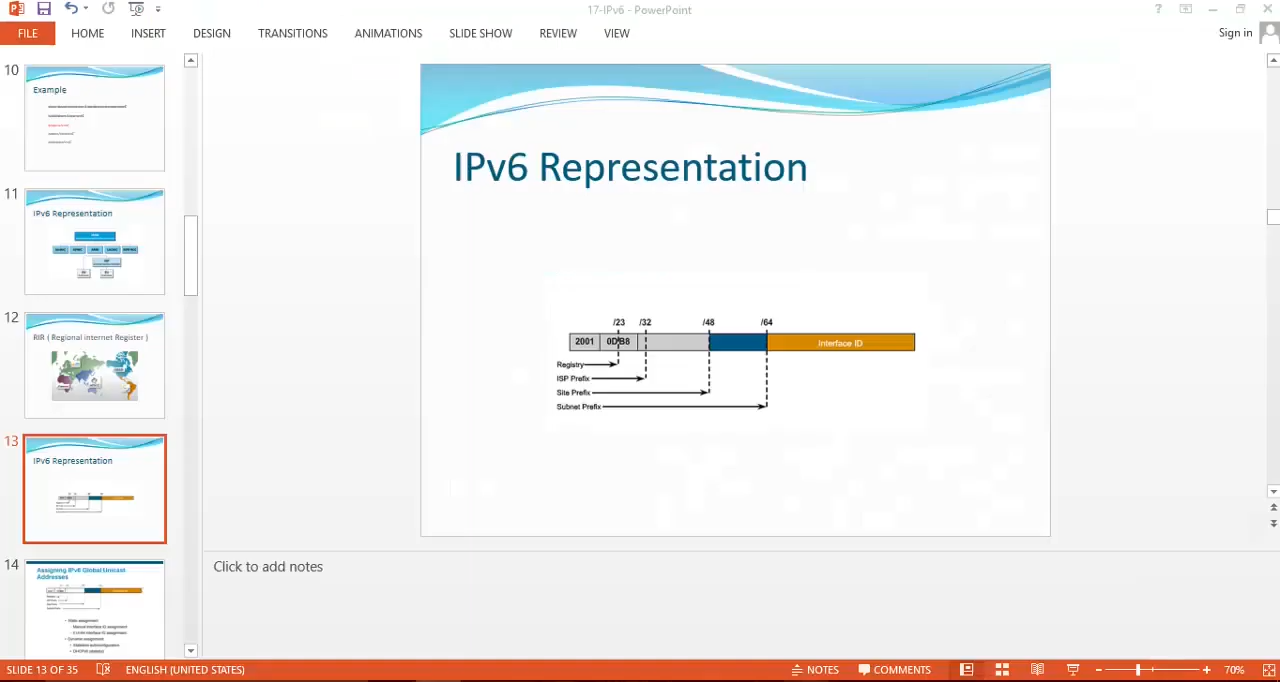 17-IPv6 - PowerPoint
?
FILE HOME INSERT DESIGN TRANSITIONS ANIMATIONS SLIDE SHOW REVIEW VIEW Sign in
10
Example
11
IPv6 Representation
12
RIR ( Regional internet Register )
13
IPv6 Representation
14
Assigning IPv6 Global Unicast
Addresses
IPv6 Representation
/23 /32 /48 /64
2001 0DB8 Interface ID
Registry
ISP Prefix
Site Prefix
Subnet Prefix
Click to add notes
SLIDE 13 OF 35 ENGLISH (UNITED STATES) NOTES COMMENTS 70%